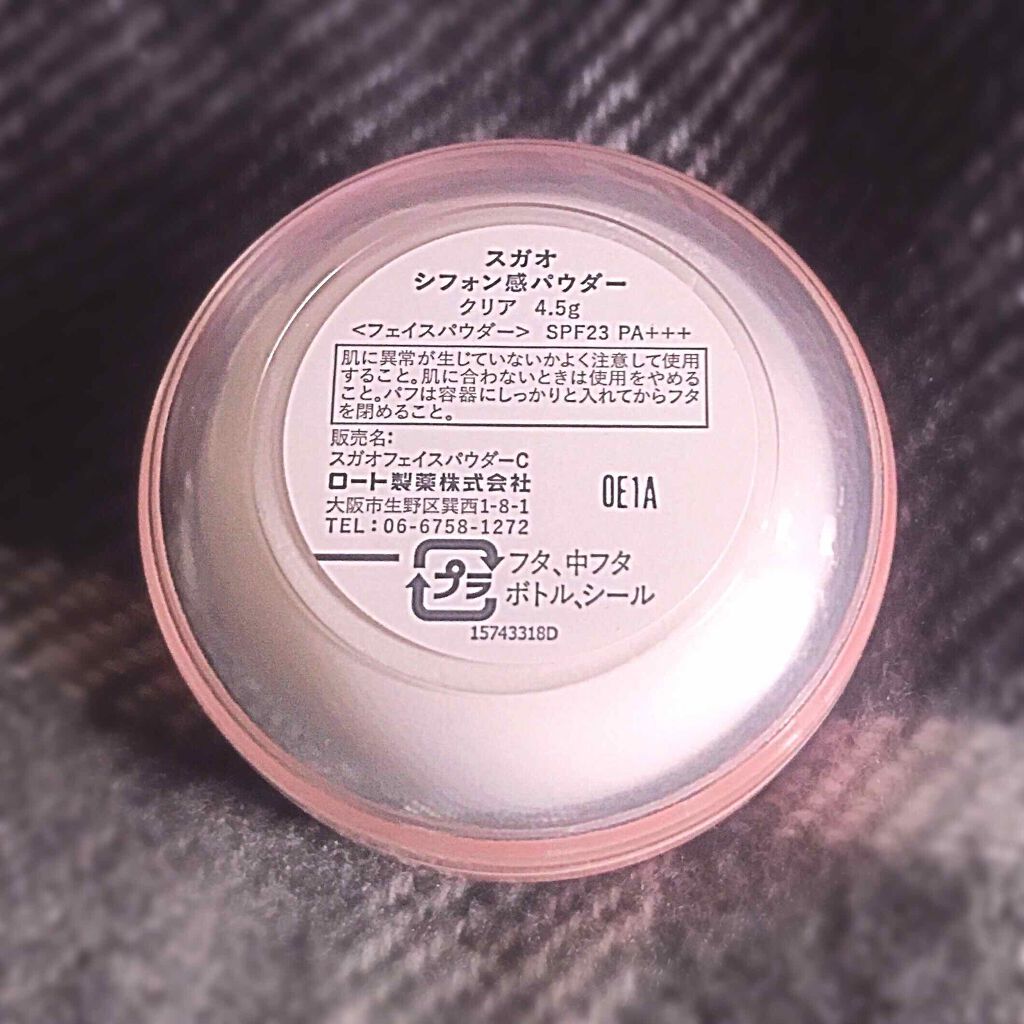 スガオ
シフォン感パウダー
クリア 4.5g
<フェイスパウダー> SPF23 PA+++
肌に異常が生じていないかよく注意して使用
すること。肌に合わないときは使用をやめる
こと。パフは容器にしっかりと入れてからフタ
を閉めること。
販売名:
スガオフェイスパウダーC
ロート製薬株式会社
大阪市生野区巽西1-8-1
TEL:06-6758-1272
0E1A
プラ
フタ、中フタ
ボトル、シール
15743318D